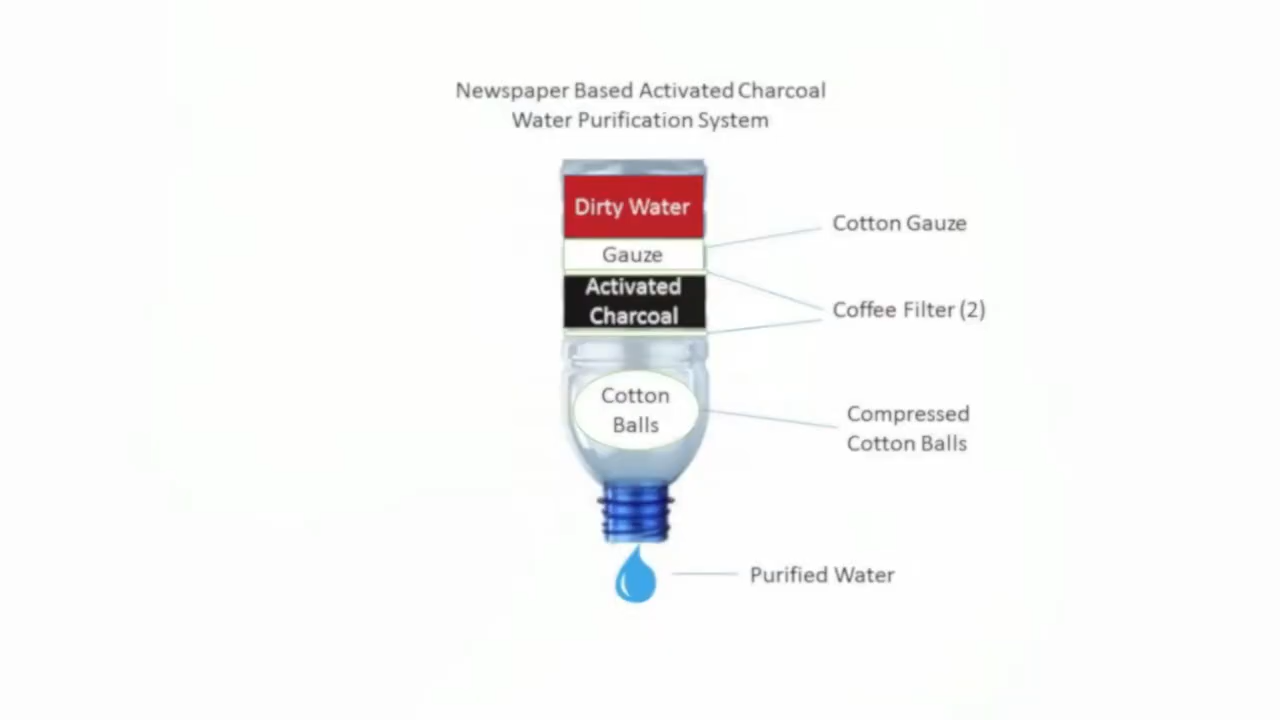 Newspaper Based Activated Charcoal
Water Purification System
Dirty Water
Cotton Gauze
Gauze
Activated
Charcoal
Coffee Filter (2)
Cotton
Balls
Compressed
Cotton Balls
Purified Water